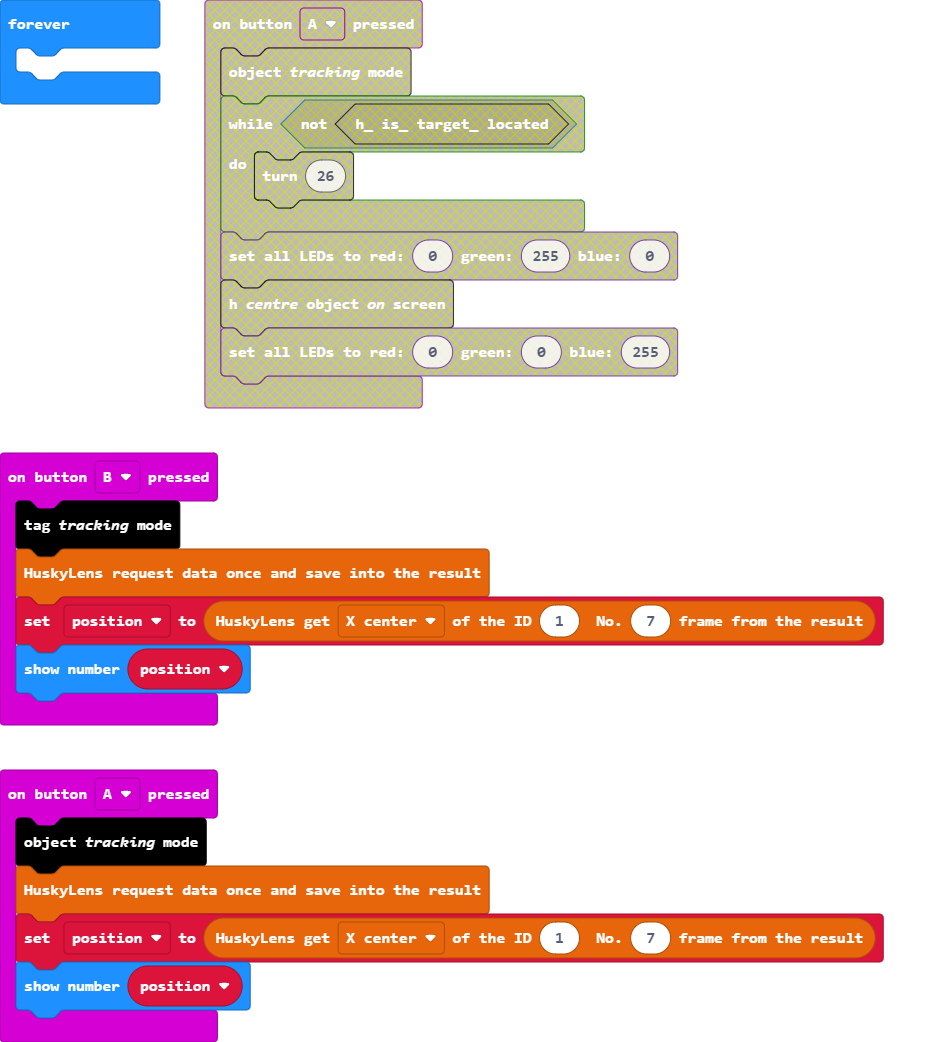 forever
on button A pressed
object tracking mode
while not h_ is_ target_ located
do
turn 26
set all LEDs to red: 0 green: 255 blue: 0
h centre object on screen
set all LEDs to red: 0 green: 0 blue: 255
on button B pressed
tag tracking mode
HuskyLens request data once and save into the result
set position to HuskyLens get X center of the ID 1 No. 7 frame from the result
show number position
on button A pressed
object tracking mode
HuskyLens request data once and save into the result
set position to HuskyLens get X center of the ID 1 No. 7 frame from the result
show number position